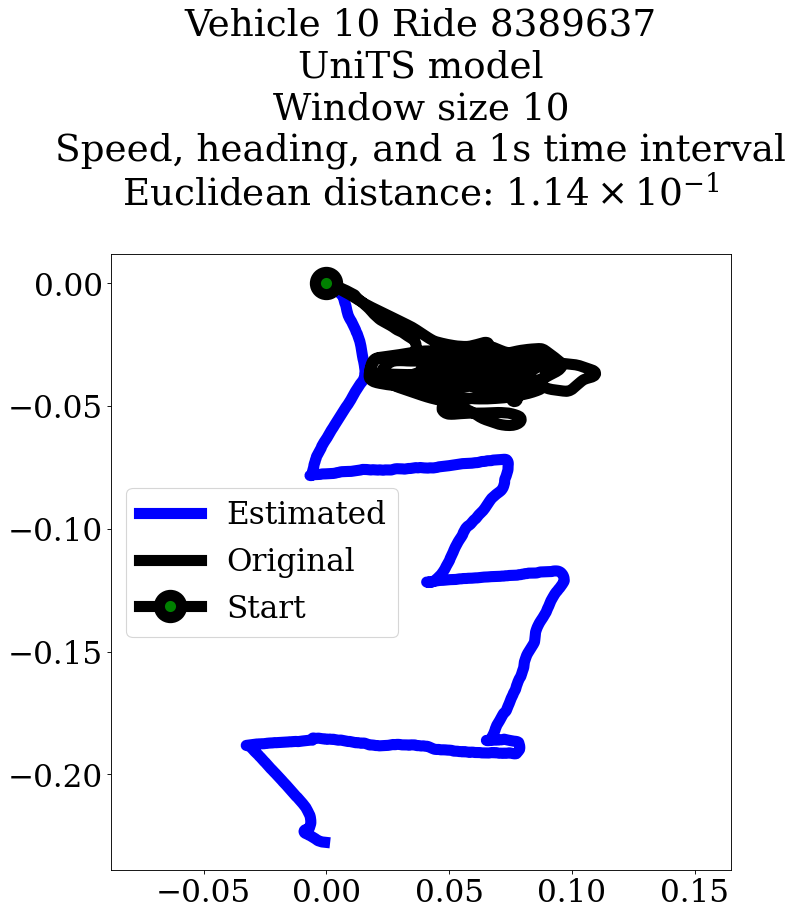 Vehicle 10 Ride 8389637
UniTS model
Window size 10
Speed, heading, and a 1s time interval
Euclidean distance: 1.14 × 10⁻¹
0.00
−0.05
−0.10
−0.15
−0.20
Estimated
Original
Start
−0.05 0.00 0.05 0.10 0.15